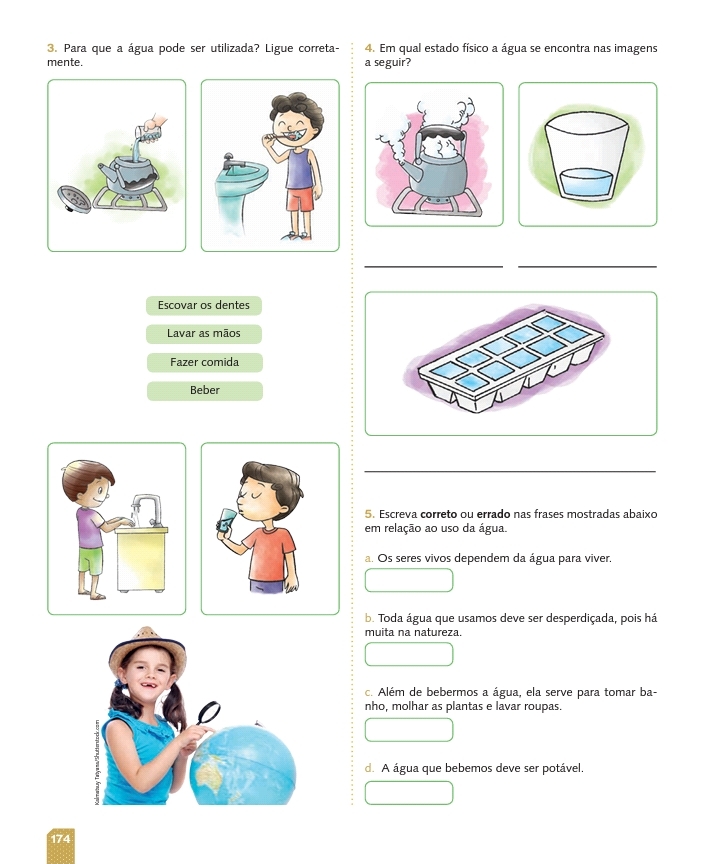 3. Para que a água pode ser utilizada? Ligue correta-
mente.
Escovar os dentes
Lavar as mãos
Fazer comida
Beber
Kalmatsuy Tatyana/Shutterstock.com
174
4. Em qual estado físico a água se encontra nas imagens
a seguir?
5. Escreva correto ou errado nas frases mostradas abaixo
em relação ao uso da água.
a. Os seres vivos dependem da água para viver.
b. Toda água que usamos deve ser desperdiçada, pois há
muita na natureza.
c. Além de bebermos a água, ela serve para tomar ba-
nho, molhar as plantas e lavar roupas.
d. A água que bebemos deve ser potável.